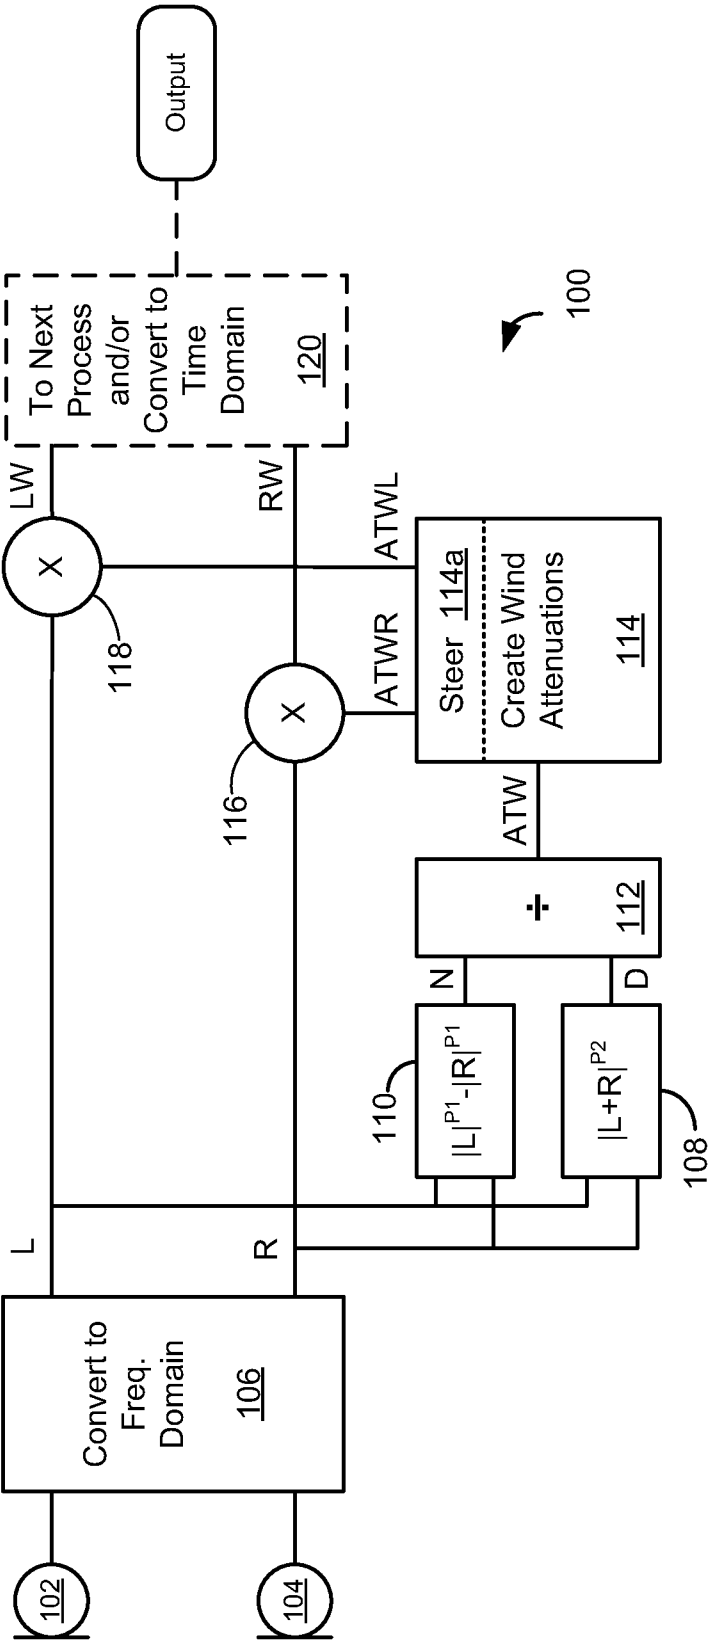 102
104
Convert to
Freq.
Domain
106
L
R
110
|L|^P1-|R|^P1
|L+R|^P2
108
N
D
÷
112
ATW
Steer 114a
Create Wind
Attenuations
114
ATWR
ATWL
X
116
X
118
LW
RW
To Next
Process
and/or
Convert to
Time
Domain
120
Output
100